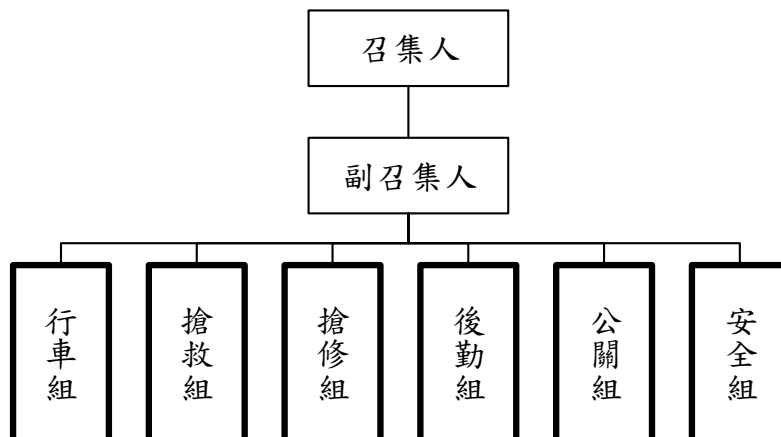 召集人
副召集人
行車組
搶救組
搶修組
後勤組
公關組
安全組